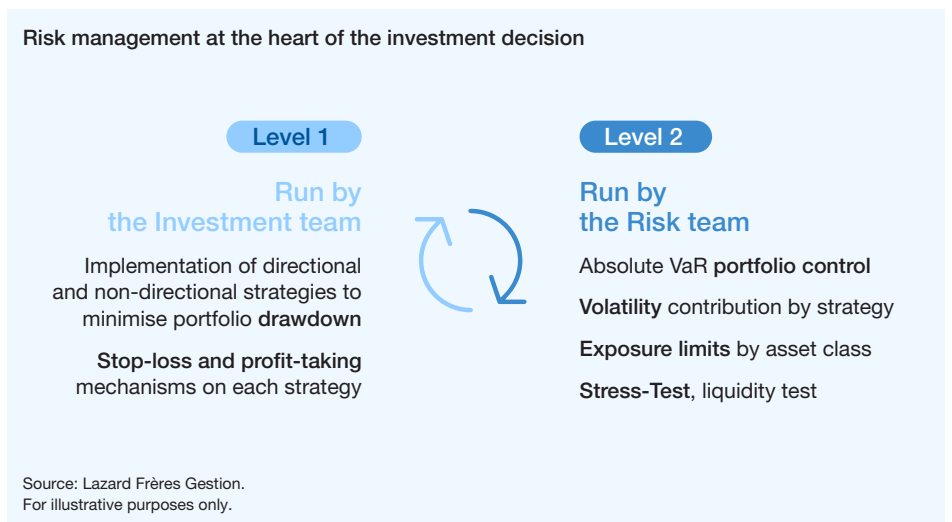 Risk management at the heart of the investment decision
Level 1
Run by
the Investment team
Implementation of directional
and non-directional strategies to
minimise portfolio drawdown
Stop-loss and profit-taking
mechanisms on each strategy
Level 2
Run by
the Risk team
Absolute VaR portfolio control
Volatility contribution by strategy
Exposure limits by asset class
Stress-Test, liquidity test
Source: Lazard Frères Gestion.
For illustrative purposes only.